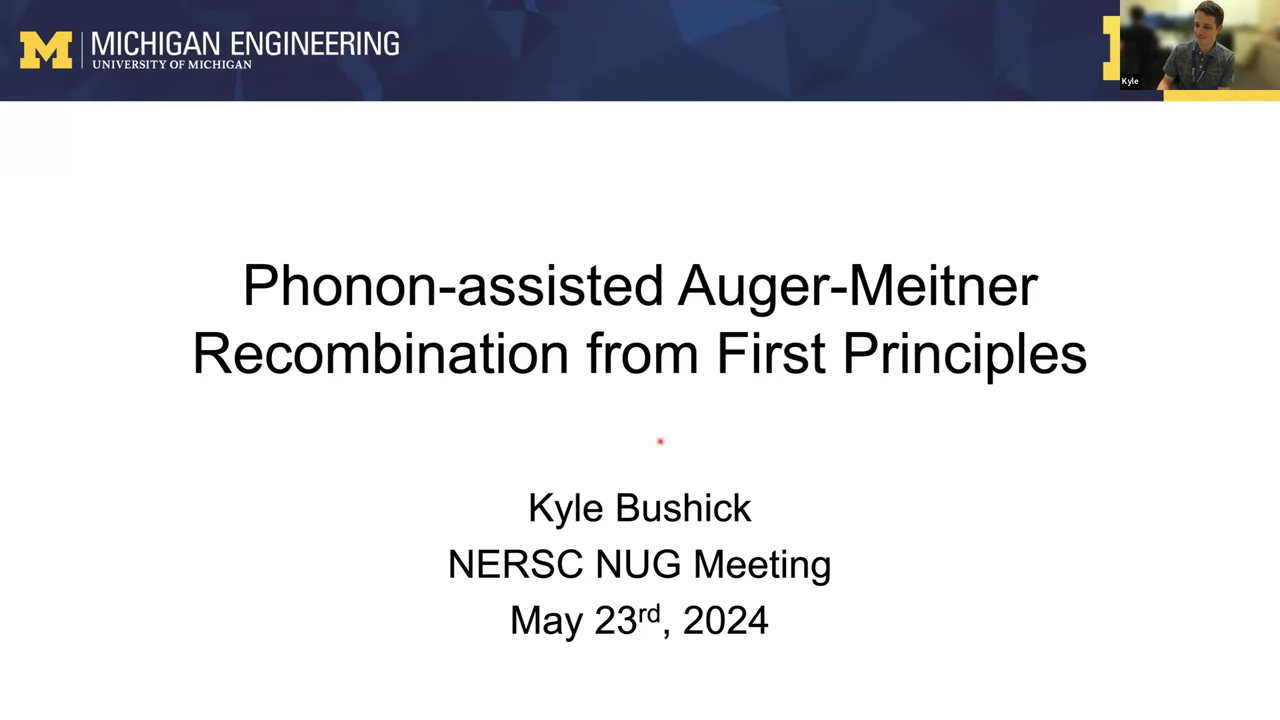 MICHIGAN ENGINEERING
UNIVERSITY OF MICHIGAN
Kyle
Phonon-assisted Auger-Meitner
Recombination from First Principles
Kyle Bushick
NERSC NUG Meeting
May 23rd, 2024